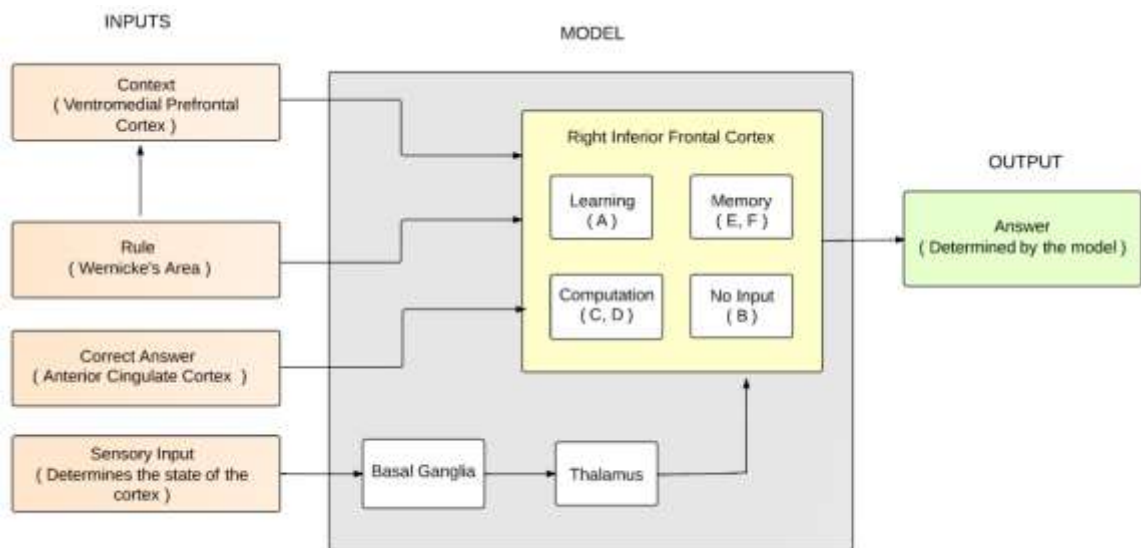 INPUTS
MODEL
OUTPUT
Context
( Ventromedial Prefrontal
Cortex )
Rule
( Wernicke's Area )
Correct Answer
( Anterior Cingulate Cortex )
Sensory Input
( Determines the state of the
cortex )
Right Inferior Frontal Cortex
Learning
( A )
Memory
( E, F )
Computation
( C, D )
No Input
( B )
Basal Ganglia
Thalamus
Answer
( Determined by the model )